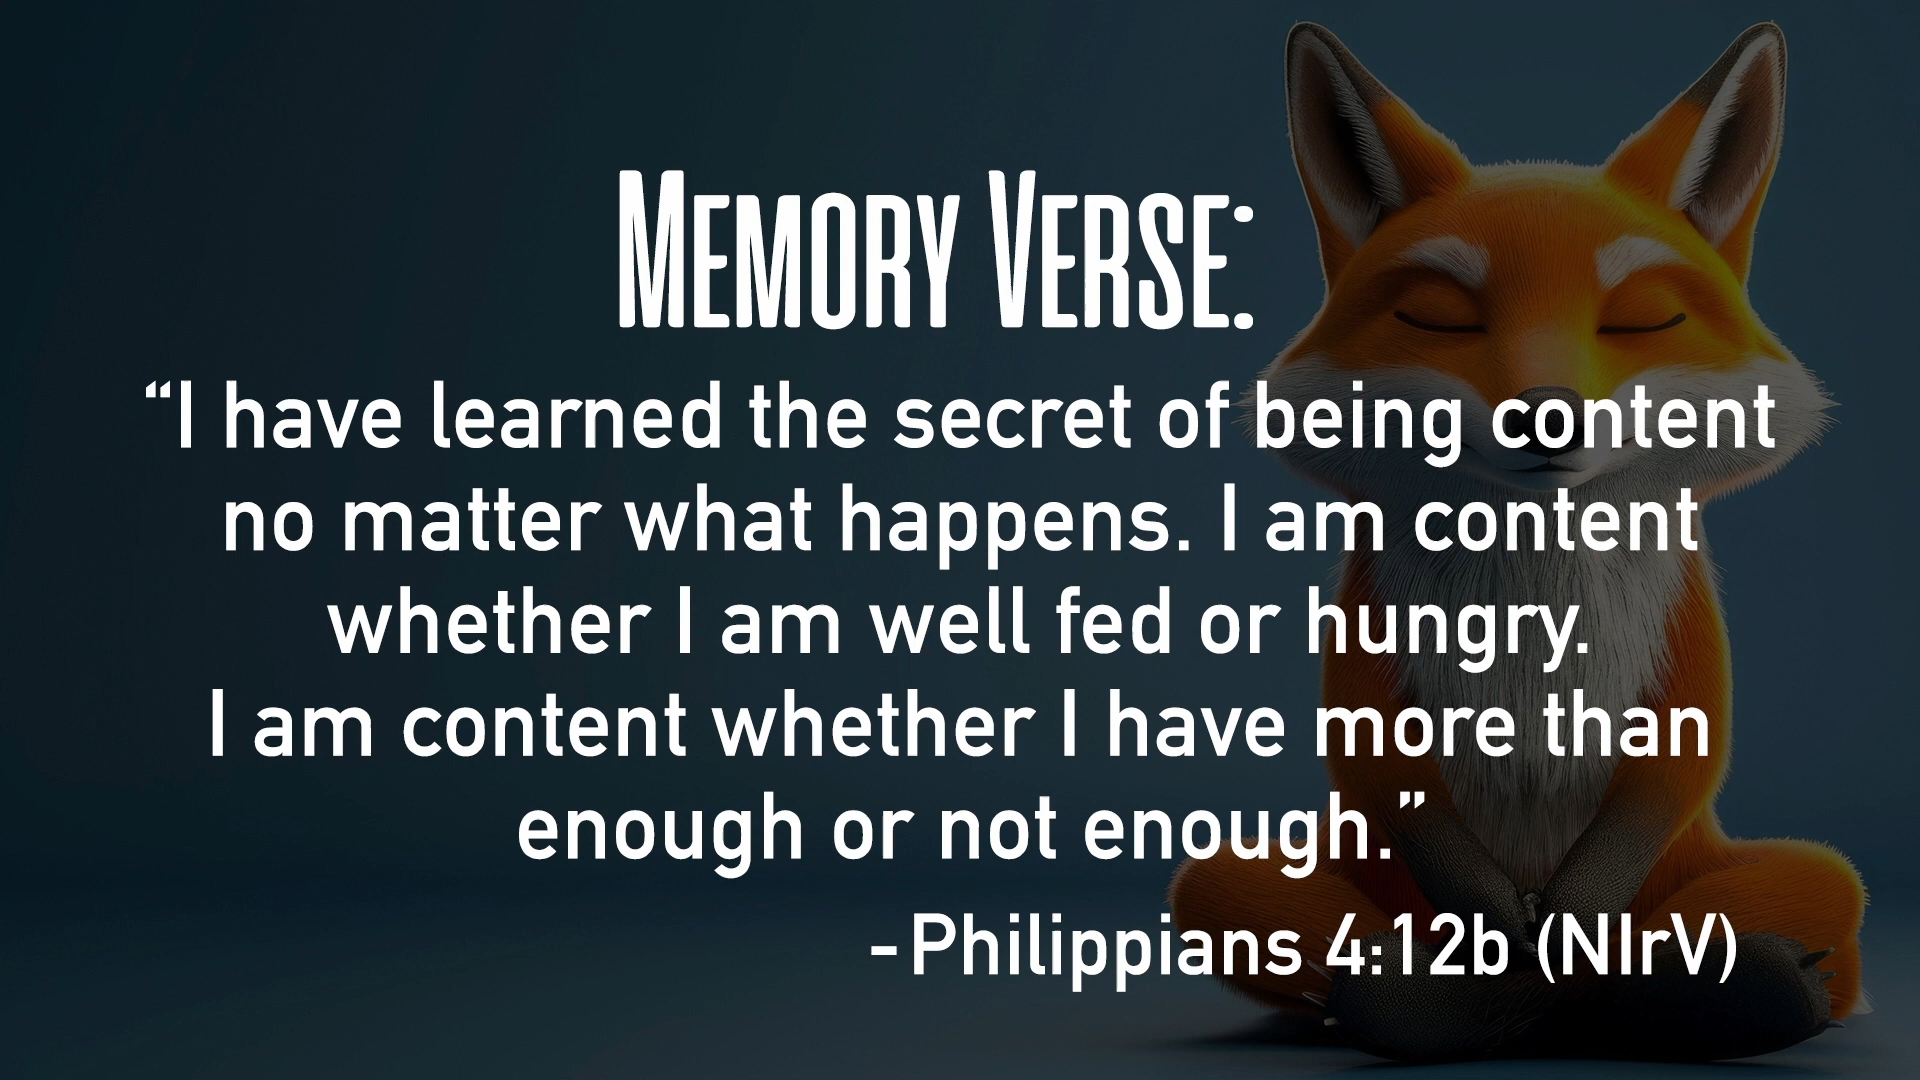 Memory Verse:
“I have learned the secret of being content
no matter what happens. I am content
whether I am well fed or hungry.
I am content whether I have more than
enough or not enough.”
-Philippians 4:12b (NIrV)